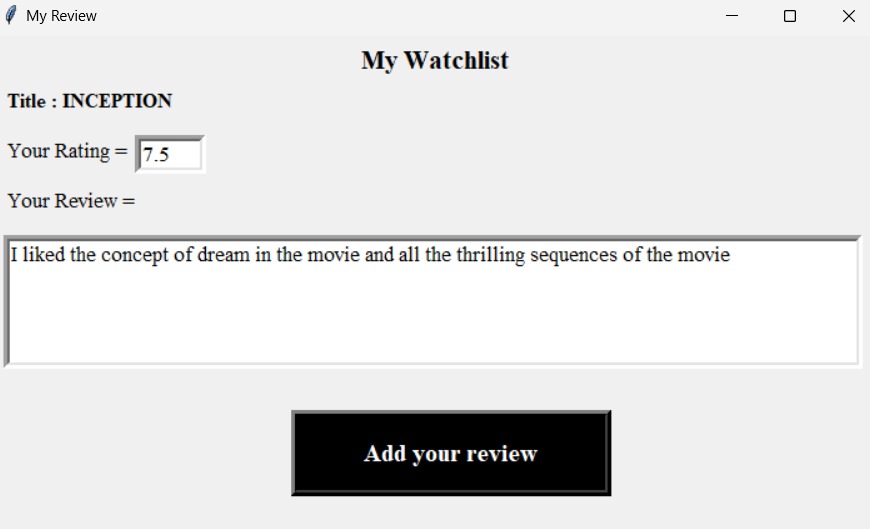 My Review
My Watchlist
Title : INCEPTION
Your Rating = 7.5
Your Review =
I liked the concept of dream in the movie and all the thrilling sequences of the movie
Add your review